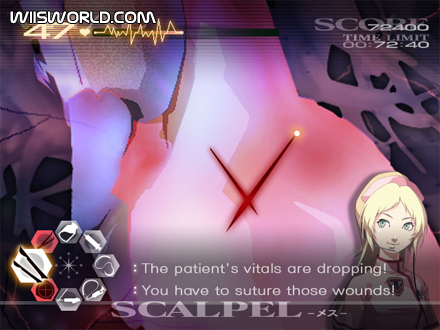 WIISWORLD.COM
47
SCORE
72400
TIME LIMIT
00:72:40
: The patient's vitals are dropping!
: You have to suture those wounds!
SCALPEL -メス-